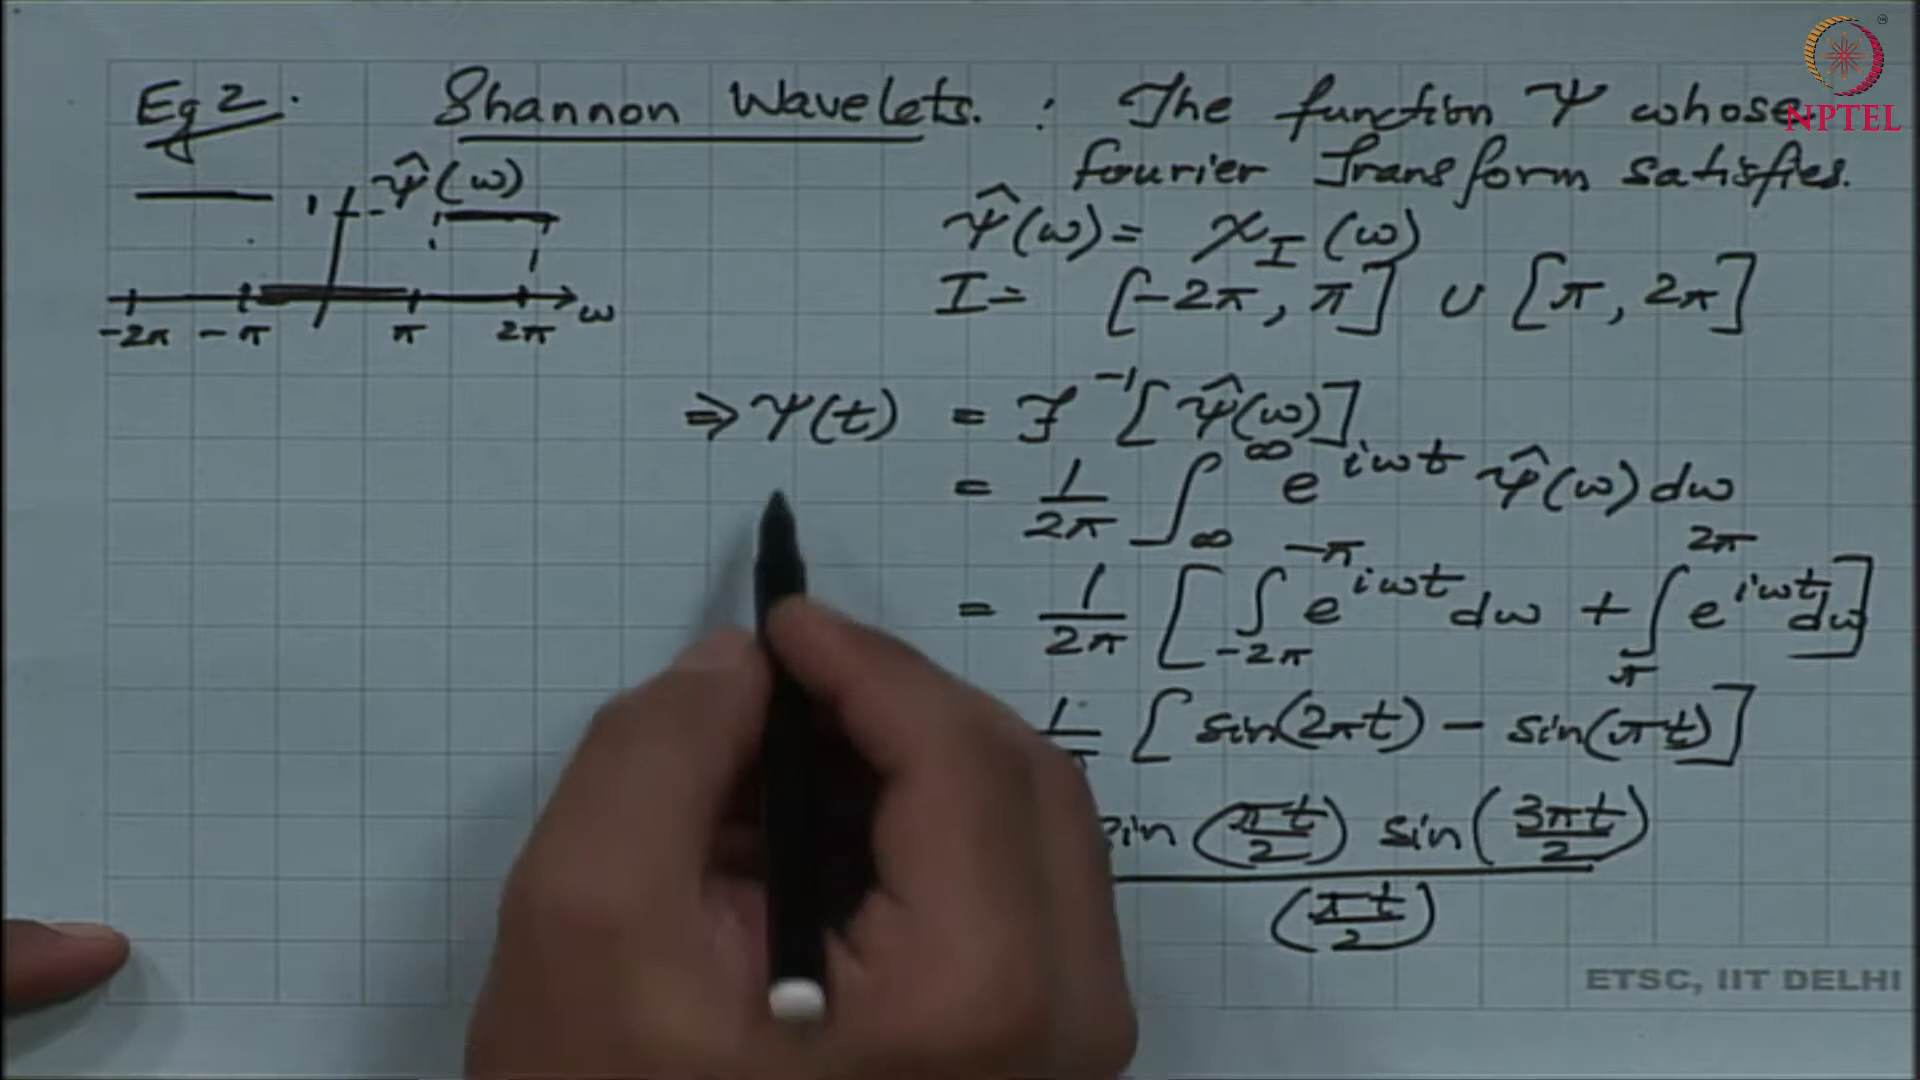 Eg 2. Shannon Wavelets. : The function Ψ whose
NPTEL
Fourier Transform satisfies.
1 Ψ̂(ω)
Ψ̂(ω) = χ_I(ω)
I = [-2π, π] ∪ [π, 2π]
-2π -π π 2π ω
⇒ Ψ(t) = F⁻¹[Ψ̂(ω)]
= 1/2π ∫_∞^∞ e^{iωt} Ψ̂(ω) dω
= 1/2π [∫_{-2π}^{-π} e^{iωt} dω + ∫_π^{2π} e^{iωt} dω]
[sin(2πt) - sin(πt)]
sin(πt/2) sin(3πt/2)
(πt/2)
ETSC, IIT DELHI